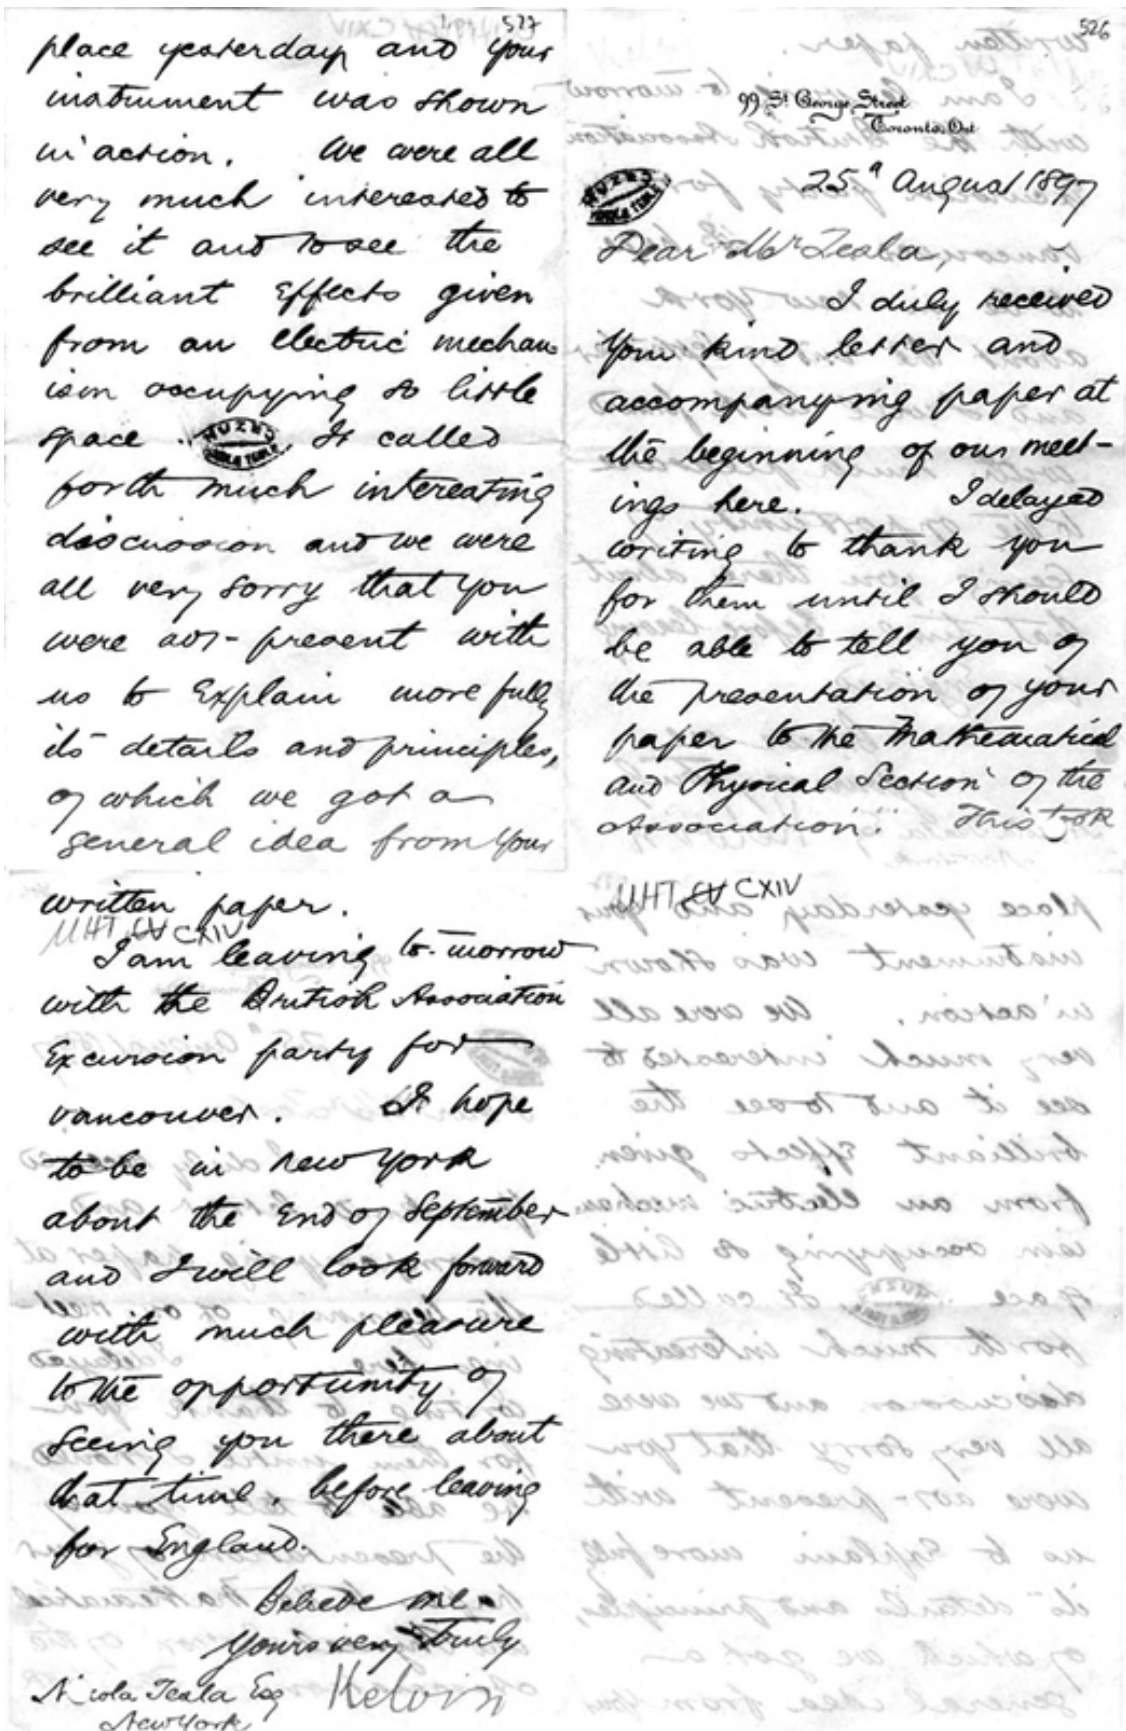 526
99 St George Street
Toronto, Ont
25th August 1897
MUZEJ
NIKOLE TESLE
Dear Mr Tesla,
I duly received
your kind letter and
accompanying paper at
the beginning of our meet-
ings here. I delayed
writing to thank you
for them until I should
be able to tell you of
the presentation of your
paper to the Mathematical
and Physical Section of the
Association. This took
527
place yesterday and your
instrument was shown
in action. We were all
very much interested to
see it and to see the
brilliant effects given
from an electric mechan
ism occupying so little
space. It called
MUZEJ
NIKOLE TESLE
forth much interesting
discussion and we were
all very sorry that you
were not present with
us to explain more fully
its details and principles,
of which we got a
general idea from your
written paper.
MHT CXIV
I am leaving to-morrow
with the British Association
Excursion party for
Vancouver. I hope
to be in New York
about the end of September
and I will look forward
with much pleasure
to the opportunity of
seeing you there about
that time, before leaving
for England.
Believe me
Yours very truly
Kelvin
Nicola Tesla Esq
New York
MHT CXIV